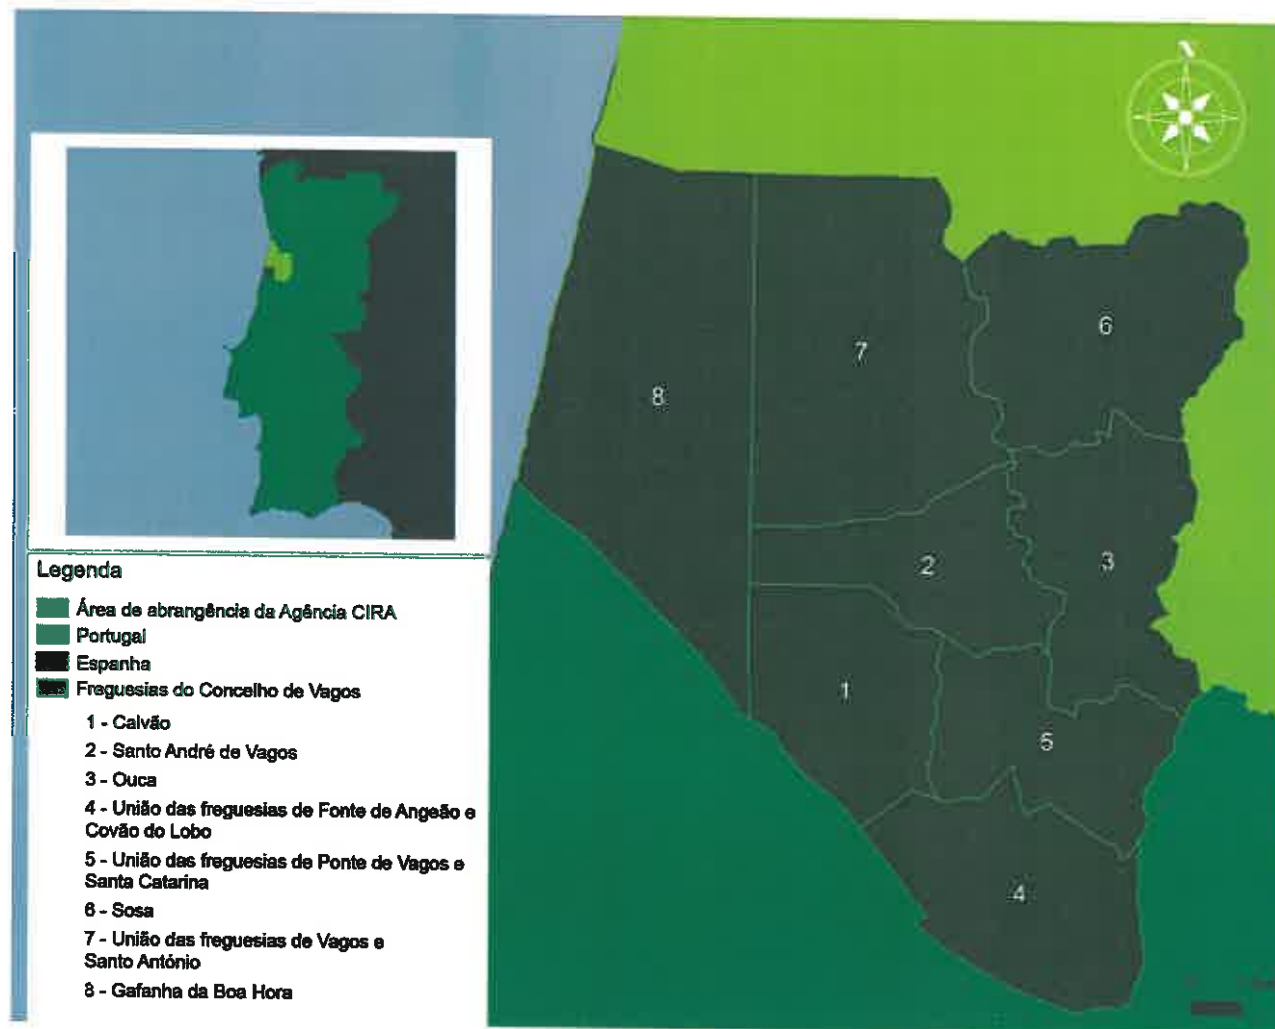 N
8
7
6
2
3
1
5
4
Legenda
Área de abrangência da Agência CIRA
Portugal
Espanha
Freguesias do Concelho de Vagos
1 - Calvão
2 - Santo André de Vagos
3 - Ouca
4 - União das freguesias de Fonte de Angeão e
Covão do Lobo
5 - União das freguesias de Ponte de Vagos e
Santa Catarina
6 - Sosa
7 - União das freguesias de Vagos e
Santo António
8 - Gafanha da Boa Hora